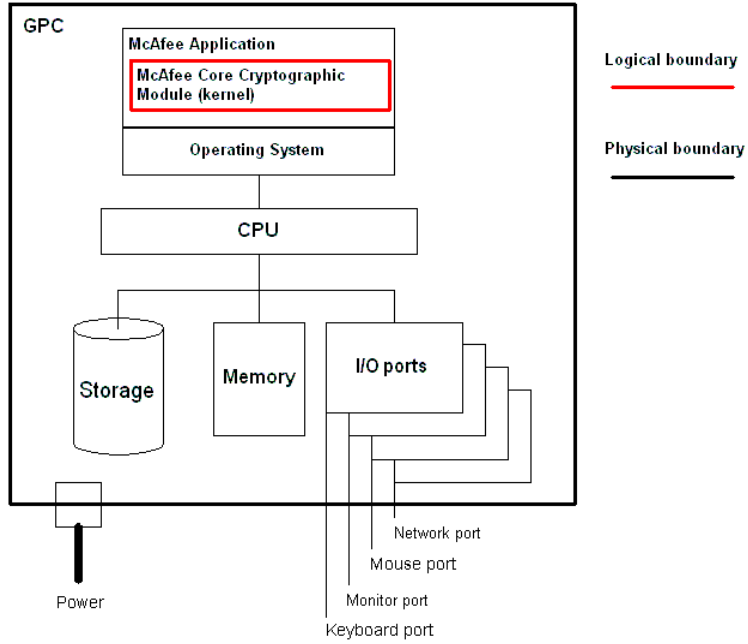 GPC
McAfee Application
McAfee Core Cryptographic
Module (kernel)
Operating System
CPU
Storage
Memory
I/O ports
Network port
Mouse port
Monitor port
Keyboard port
Power
Logical boundary
Physical boundary